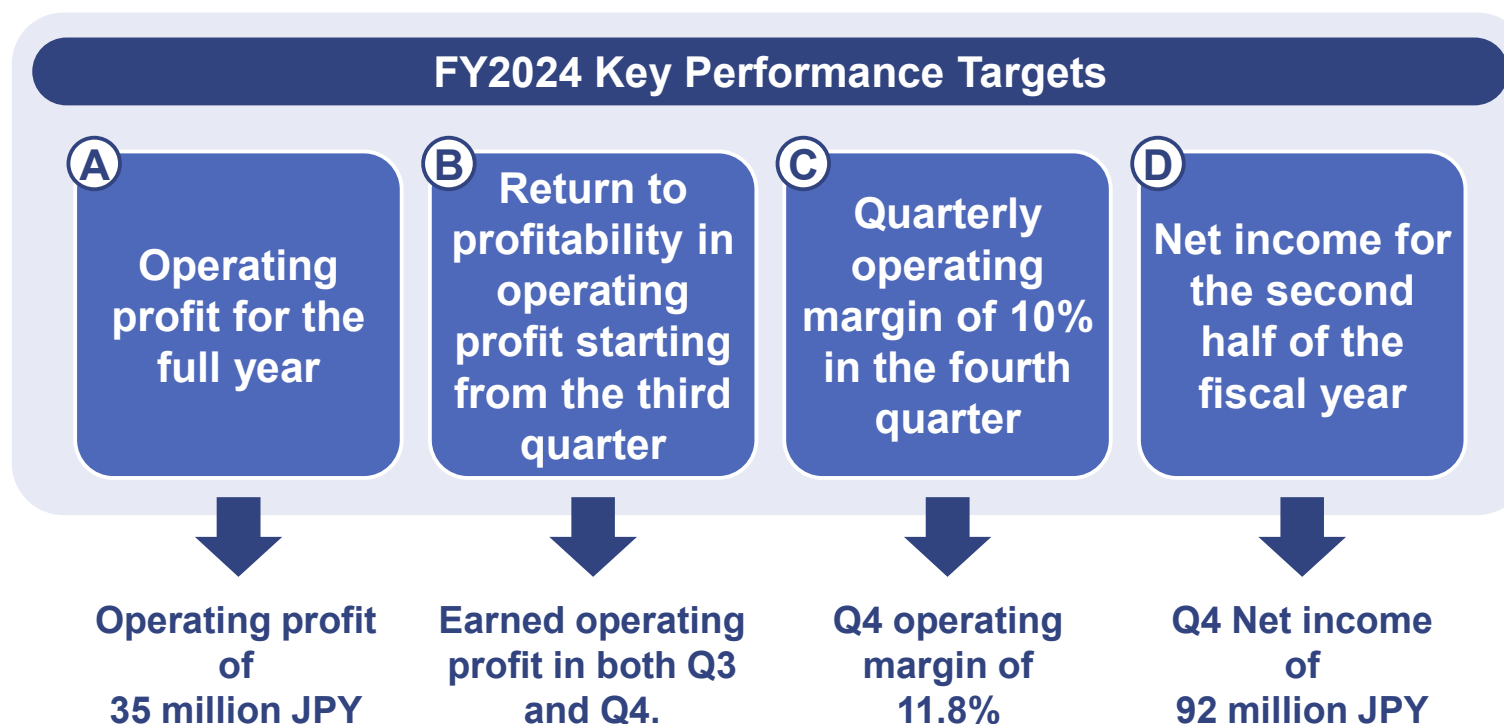 FY2024 Key Performance Targets
A
Operating
profit for the
full year
B
Return to
profitability in
operating
profit starting
from the third
quarter
C
Quarterly
operating
margin of 10%
in the fourth
quarter
D
Net income for
the second
half of the
fiscal year
Operating profit
of
35 million JPY
Earned operating
profit in both Q3
and Q4.
Q4 operating
margin of
11.8%
Q4 Net income
of
92 million JPY